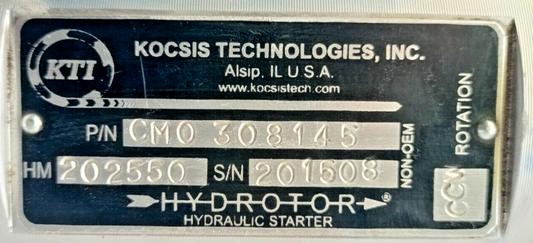 KTI
KOCSIS TECHNOLOGIES, INC.
Alsip, IL U S A.
www.kocsistech.com
P/N CMO 308145
HM 202550 S/N 201508
NON-OEM
CCW ROTATION
HYDROTOR®
HYDRAULIC STARTER